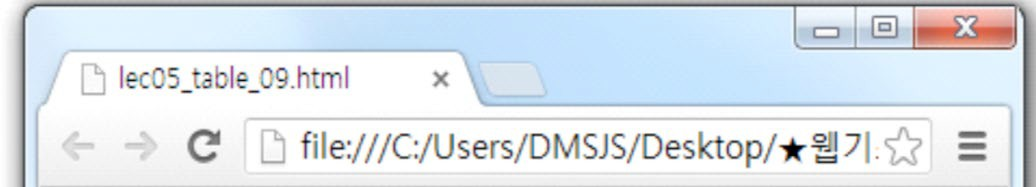 lec05_table_09.html
file:///C:/Users/DMSJS/Desktop/★웹기